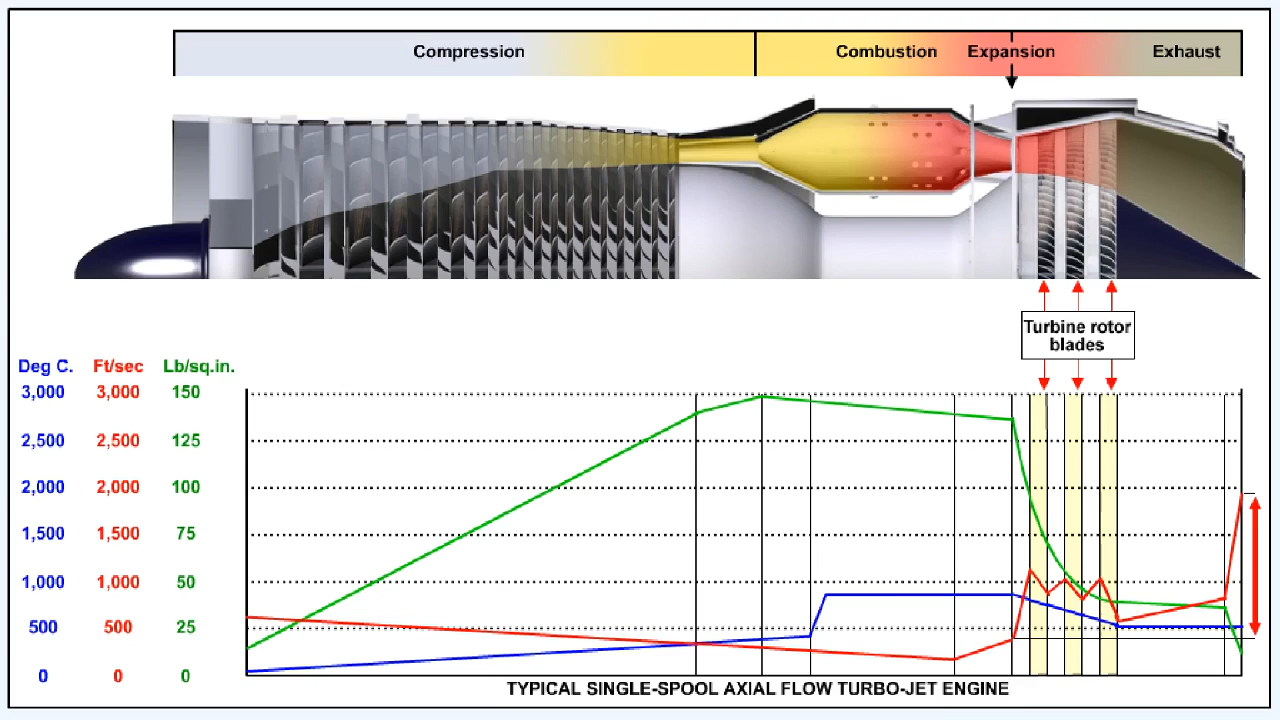 Compression
Combustion
Expansion
Exhaust
Turbine rotor
blades
Deg C. Ft/sec Lb/sq.in.
3,000 3,000 150
2,500 2,500 125
2,000 2,000 100
1,500 1,500 75
1,000 1,000 50
500 500 25
0 0 0
TYPICAL SINGLE-SPOOL AXIAL FLOW TURBO-JET ENGINE